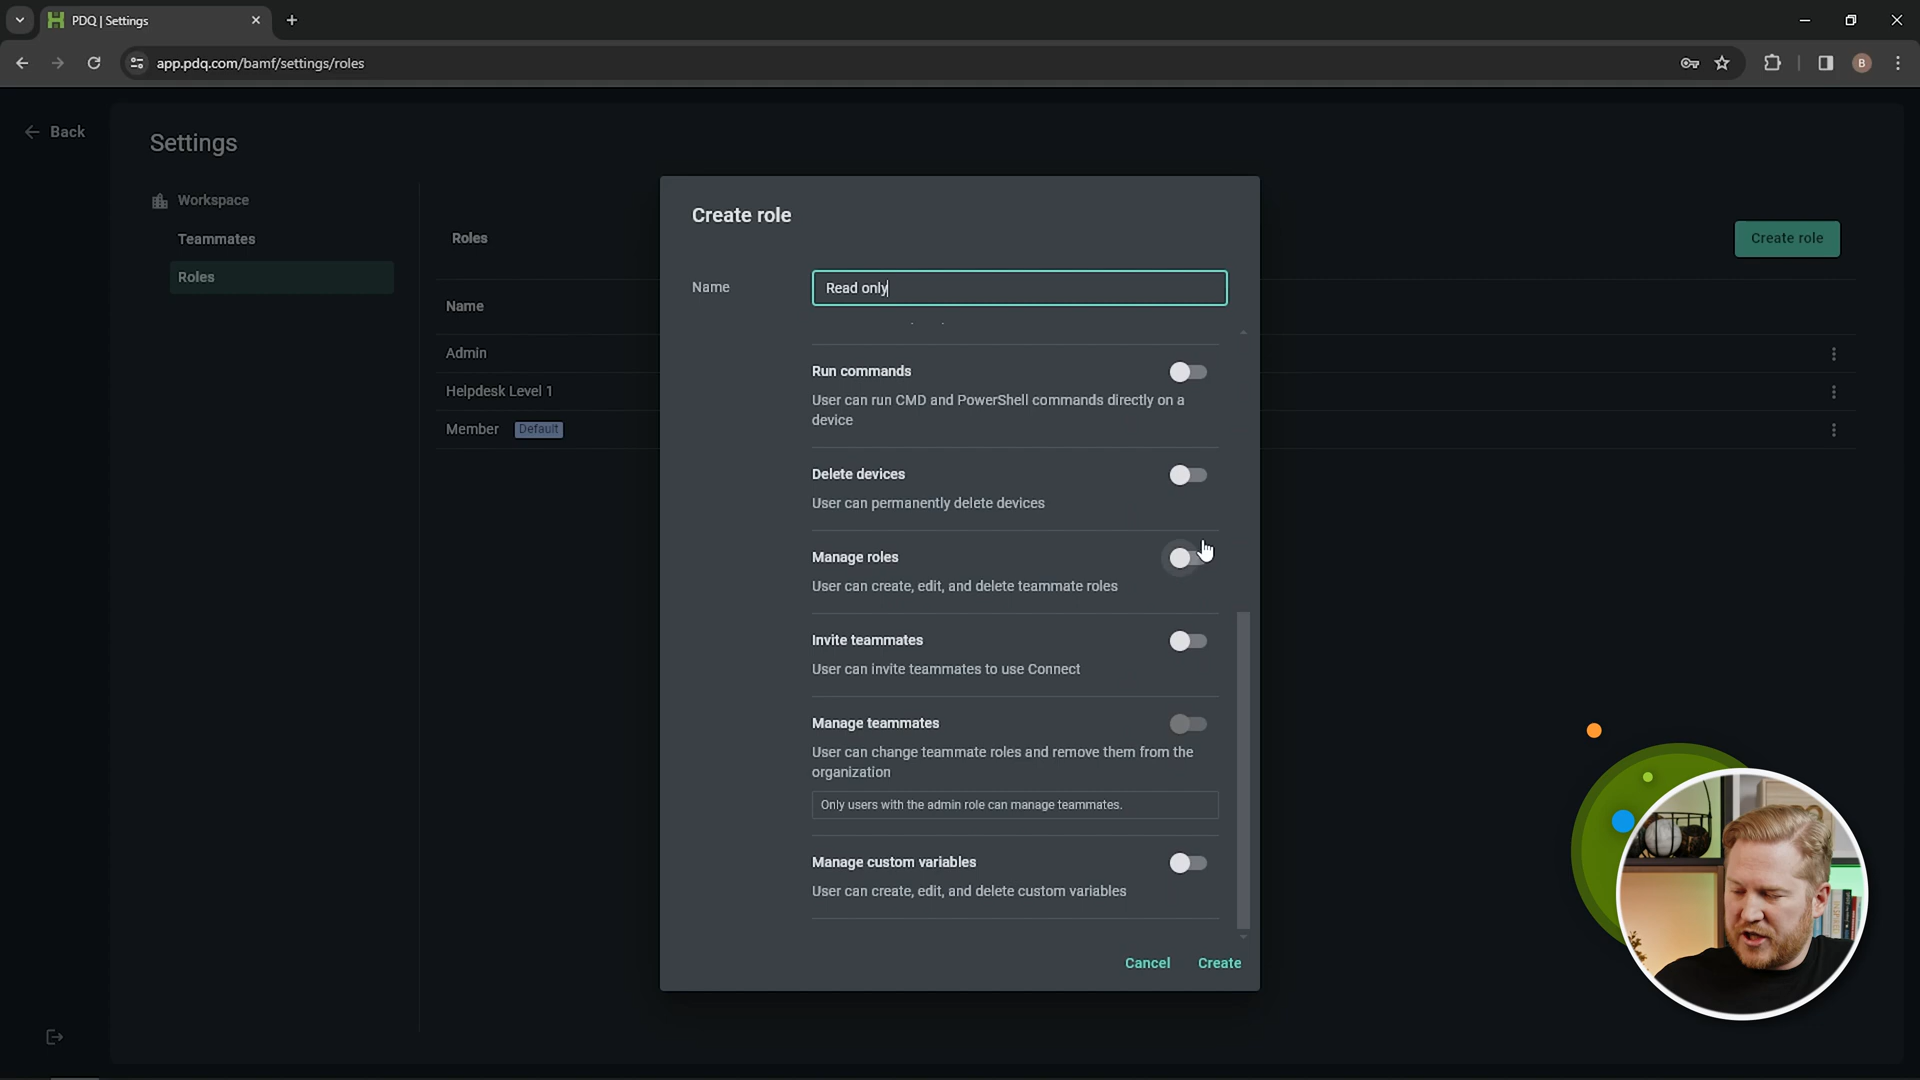 PDQ | Settings
app.pdq.com/bamf/settings/roles
B
Back
Settings
Workspace
Teammates
Roles
Roles
Create role
Name
Admin
Helpdesk Level 1
Member Default
Create role
Name
Read only
Run commands
User can run CMD and PowerShell commands directly on a
device
Delete devices
User can permanently delete devices
Manage roles
User can create, edit, and delete teammate roles
Invite teammates
User can invite teammates to use Connect
Manage teammates
User can change teammate roles and remove them from the
organization
Only users with the admin role can manage teammates.
Manage custom variables
User can create, edit, and delete custom variables
Cancel
Create